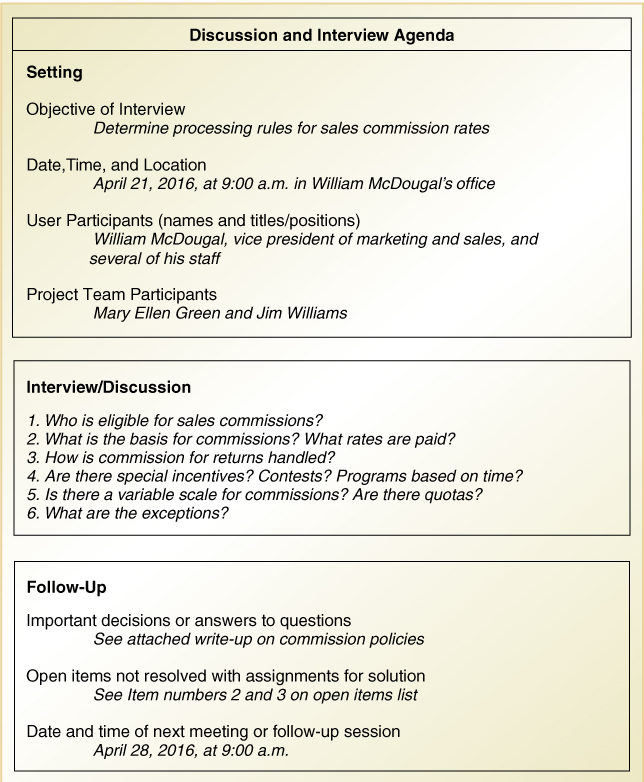 Discussion and Interview Agenda
Setting
Objective of Interview
Determine processing rules for sales commission rates
Date,Time, and Location
April 21, 2016, at 9:00 a.m. in William McDougal's office
User Participants (names and titles/positions)
William McDougal, vice president of marketing and sales, and
several of his staff
Project Team Participants
Mary Ellen Green and Jim Williams
Interview/Discussion
1. Who is eligible for sales commissions?
2. What is the basis for commissions? What rates are paid?
3. How is commission for returns handled?
4. Are there special incentives? Contests? Programs based on time?
5. Is there a variable scale for commissions? Are there quotas?
6. What are the exceptions?
Follow-Up
Important decisions or answers to questions
See attached write-up on commission policies
Open items not resolved with assignments for solution
See Item numbers 2 and 3 on open items list
Date and time of next meeting or follow-up session
April 28, 2016, at 9:00 a.m.